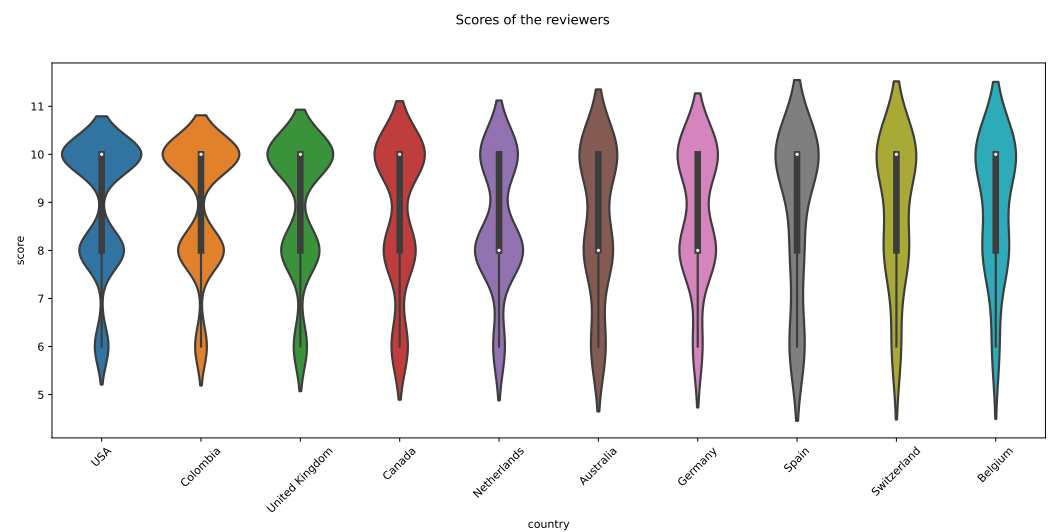 Scores of the reviewers
score
11
10
9
8
7
6
5
USA
Colombia
United Kingdom
Canada
Netherlands
Australia
Germany
Spain
Switzerland
Belgium
country